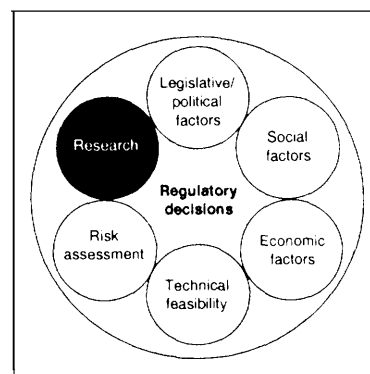 Legislative/
political
factors
Research
Social
factors
Regulatory
decisions
Risk
assessment
Economic
factors
Technical
feasibility